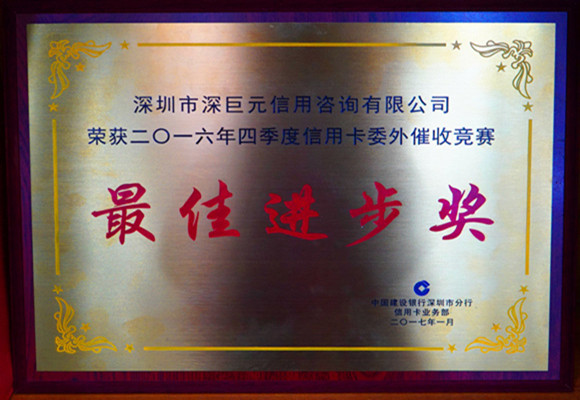 深圳市深巨元信用咨询有限公司
荣获二〇一六年四季度信用卡委外催收竞赛
最佳进步奖
中国建设银行深圳市分行
信用卡业务部
二〇一七年一月